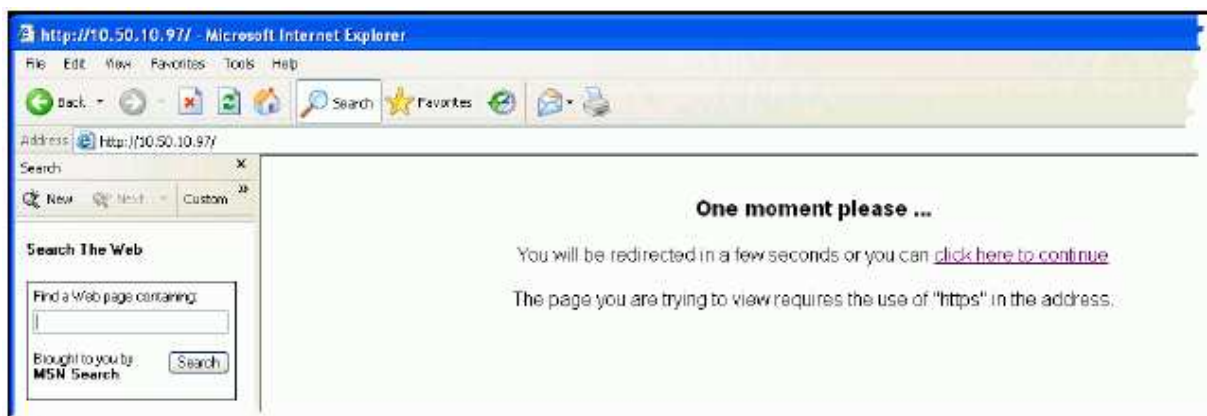 http://10.50.10.97/ - Microsoft Internet Explorer
File Edit View Favorites Tools Help
Back Search Favorites
Address http://10.50.10.97/
Search x
New Next Custom »
Search The Web
Find a Web page containing:
Brought to you by
MSN Search
Search
One moment please ...
You will be redirected in a few seconds or you can click here to continue
The page you are trying to view requires the use of "https" in the address.